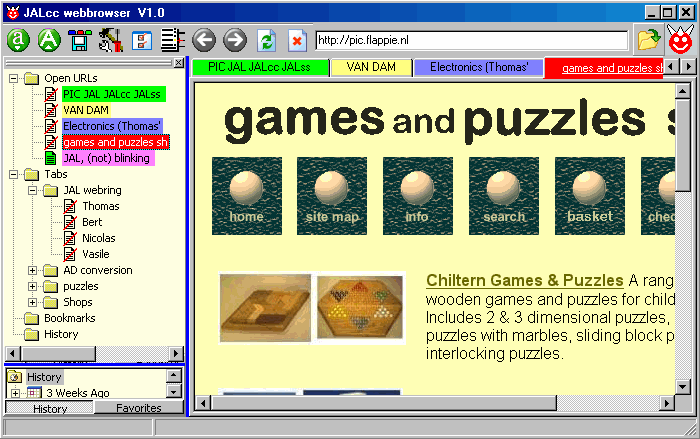 JALcc webbrowser V1.0
http://pic.flappie.nl
PIC JAL JALcc JALss
VAN DAM
Electronics (Thomas'
games and puzzles sh
Open URLs
PIC JAL JALcc JALss
VAN DAM
Electronics (Thomas'
games and puzzles sh
JAL, (not) blinking
Tabs
JAL webring
Thomas
Bert
Nicolas
Vasile
AD conversion
puzzles
Shops
Bookmarks
History
History
3 Weeks Ago
History
Favorites
games and puzzles s
home
site map
info
search
basket
chec
Chiltern Games & Puzzles A rang
wooden games and puzzles for child
Includes 2 & 3 dimensional puzzles,
puzzles with marbles, sliding block p
interlocking puzzles.